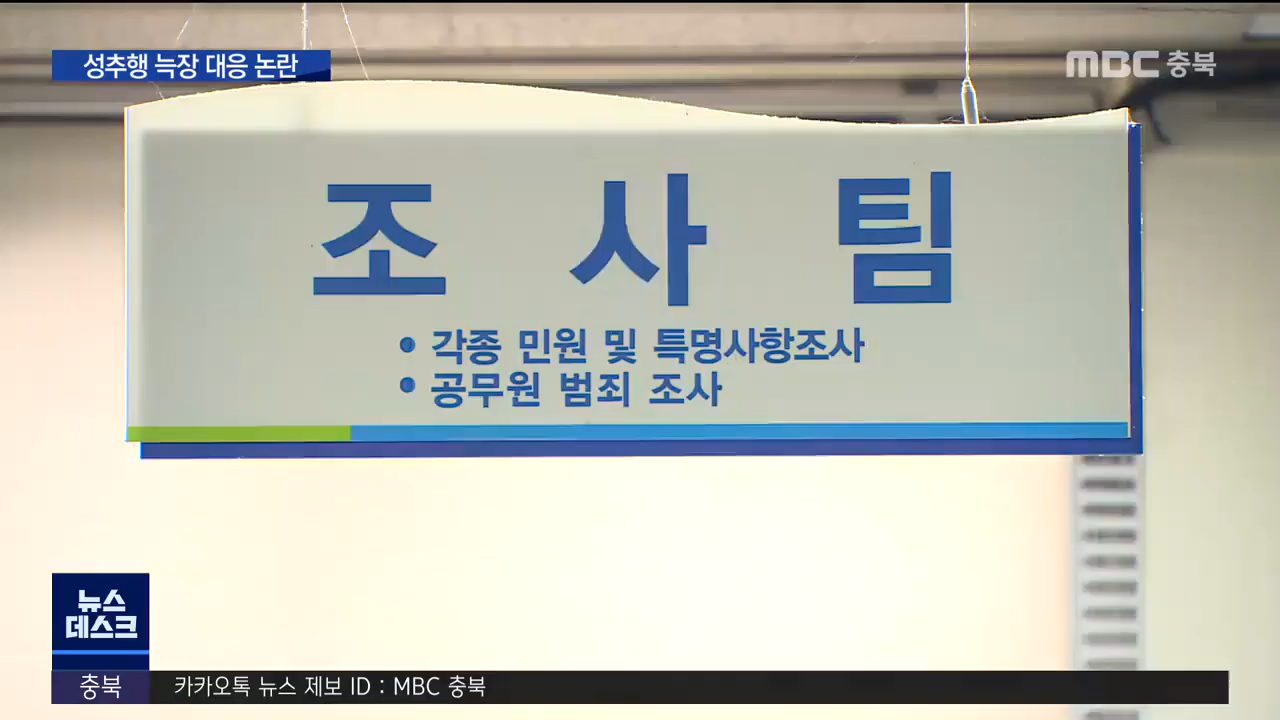 성추행 늑장 대응 논란
MBC 충북
조 사 팀
• 각종 민원 및 특명사항조사
• 공무원 범죄 조사
뉴스
데스크
충북
카카오톡 뉴스 제보 ID : MBC 충북